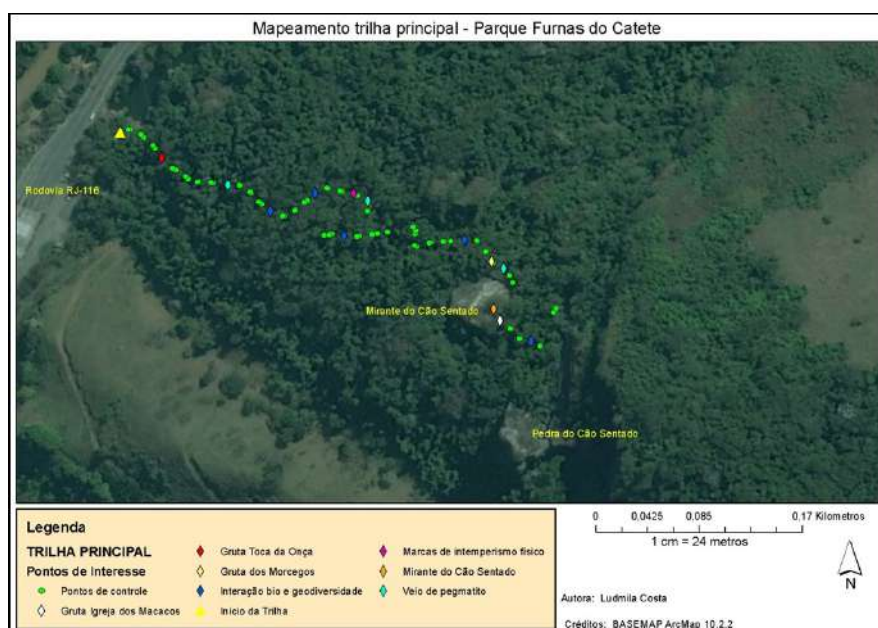 Mapeamento trilha principal - Parque Furnas do Catete
Rodovia RJ-116
Mirante do Cão Sentado
Pedra do Cão Sentado
Legenda
TRILHA PRINCIPAL
Pontos de Interesse
Pontos de controle
Gruta Igreja dos Macacos
Gruta Toca da Onça
Gruta dos Morcegos
Interação bio e geodiversidade
Início da Trilha
Marcas de intemperismo físico
Mirante do Cão Sentado
Veio de pegmatito
0 0,0425 0,085 0,17 Kilometros
1 cm = 24 metros
N
Autora: Ludmila Costa
Créditos: BASEMAP ArcMap 10.2.2